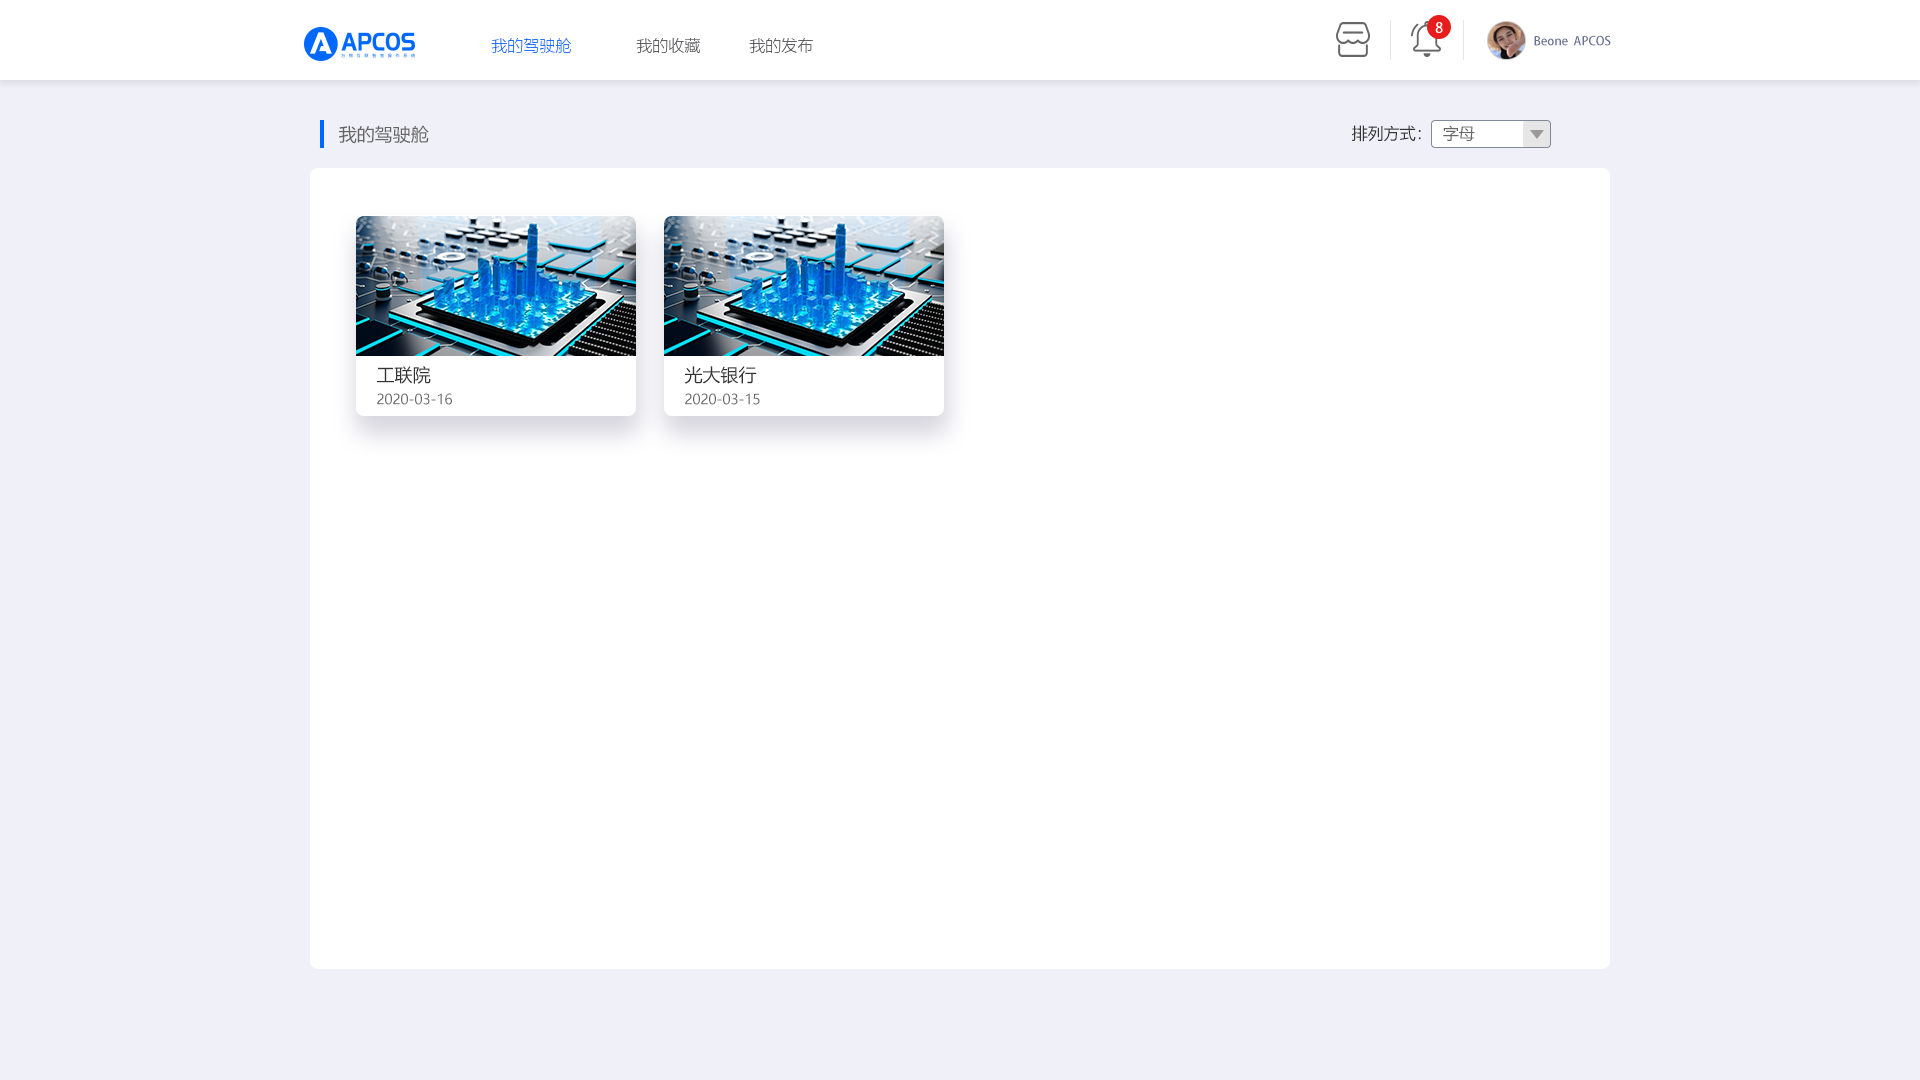 APCOS
我的驾驶舱
我的收藏
我的发布
8
Beone APCOS
我的驾驶舱
排列方式：
字母
工联院
2020-03-16
光大银行
2020-03-15